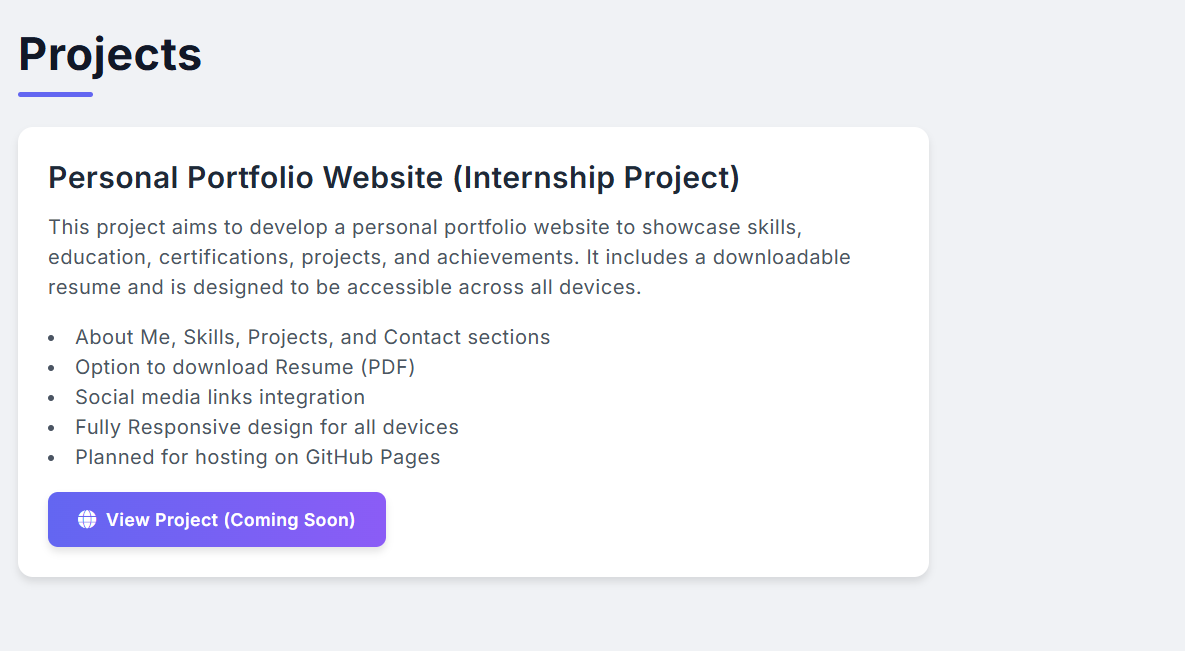 Projects
Personal Portfolio Website (Internship Project)
This project aims to develop a personal portfolio website to showcase skills,
education, certifications, projects, and achievements. It includes a downloadable
resume and is designed to be accessible across all devices.
• About Me, Skills, Projects, and Contact sections
• Option to download Resume (PDF)
• Social media links integration
• Fully Responsive design for all devices
• Planned for hosting on GitHub Pages
View Project (Coming Soon)